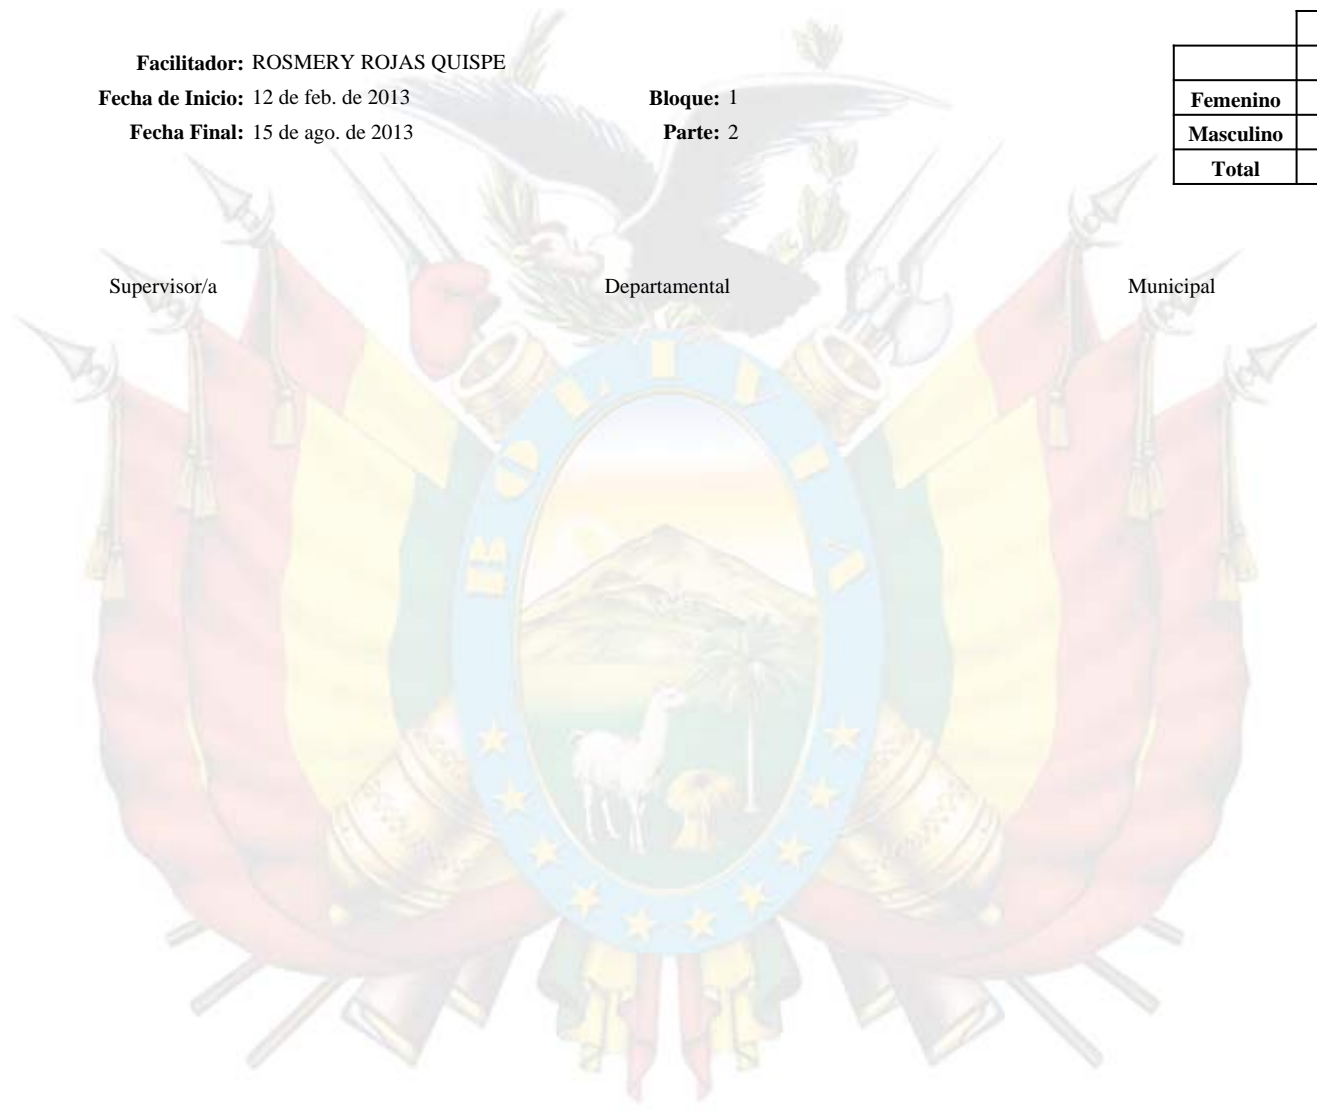 Facilitador: ROSMERY ROJAS QUISPE
Fecha de Inicio: 12 de feb. de 2013 Bloque: 1
Fecha Final: 15 de ago. de 2013 Parte: 2
Femenino
Masculino
Total
Supervisor/a Departamental Municipal
BOLIVIA